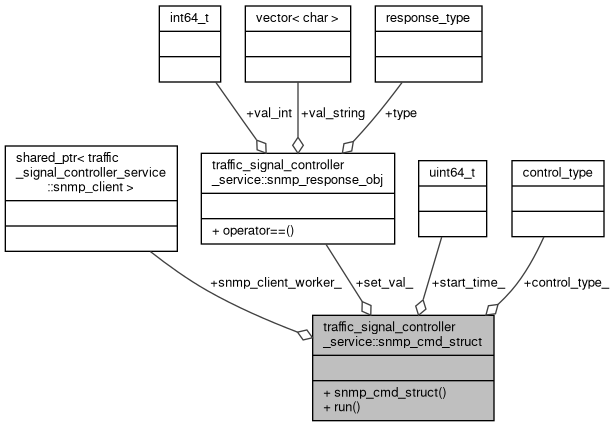 int64_t
vector< char >
response_type
+val_int
+val_string
+type
shared_ptr< traffic
_signal_controller_service
::snmp_client >
traffic_signal_controller
_service::snmp_response_obj
+ operator==()
uint64_t
control_type
+snmp_client_worker_
+set_val_
+start_time_
+control_type_
traffic_signal_controller
_service::snmp_cmd_struct
+ snmp_cmd_struct()
+ run()